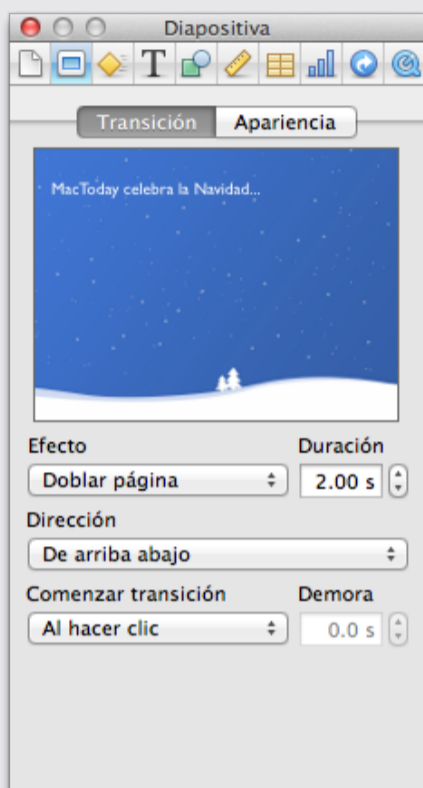 Diapositiva
T
Transición Apariencia
MacToday celebra la Navidad...
Efecto Duración
Doblar página 2.00 s
Dirección
De arriba abajo
Comenzar transición Demora
Al hacer clic 0.0 s